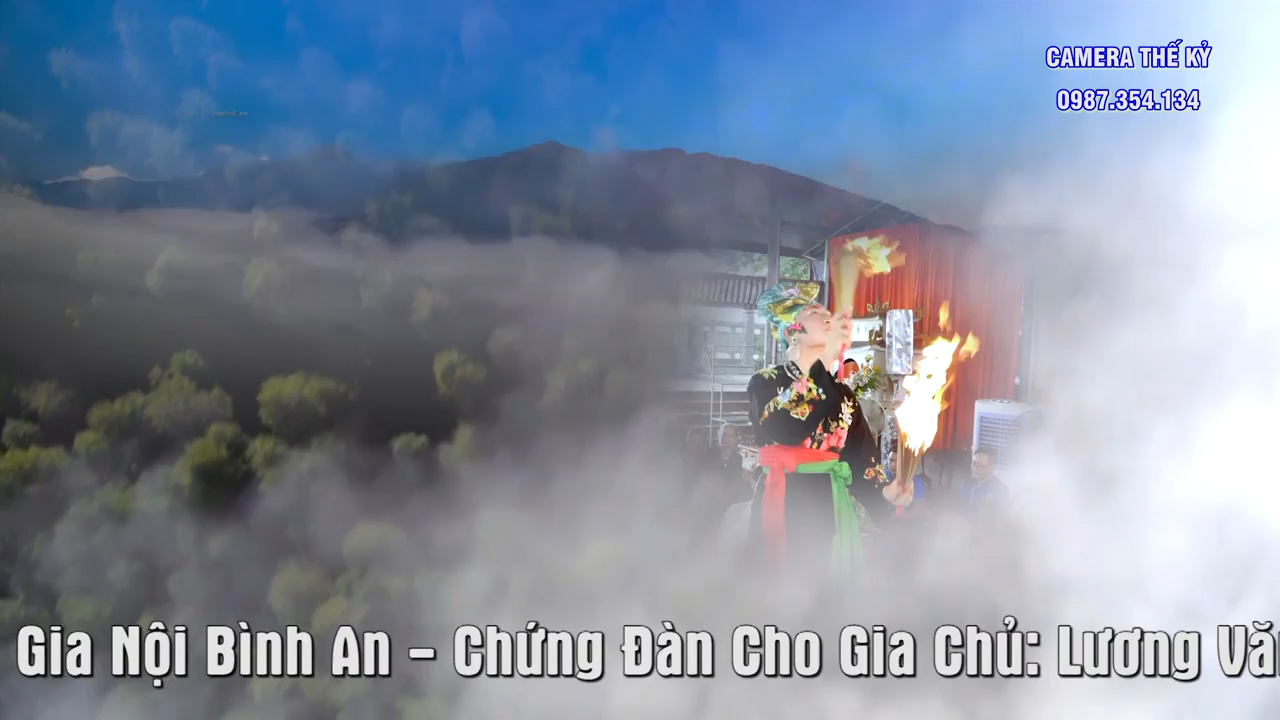 CAMERA THẾ KỶ
0987.354.134
Gia Nội Bình An - Chứng Đàn Cho Gia Chủ: Lương